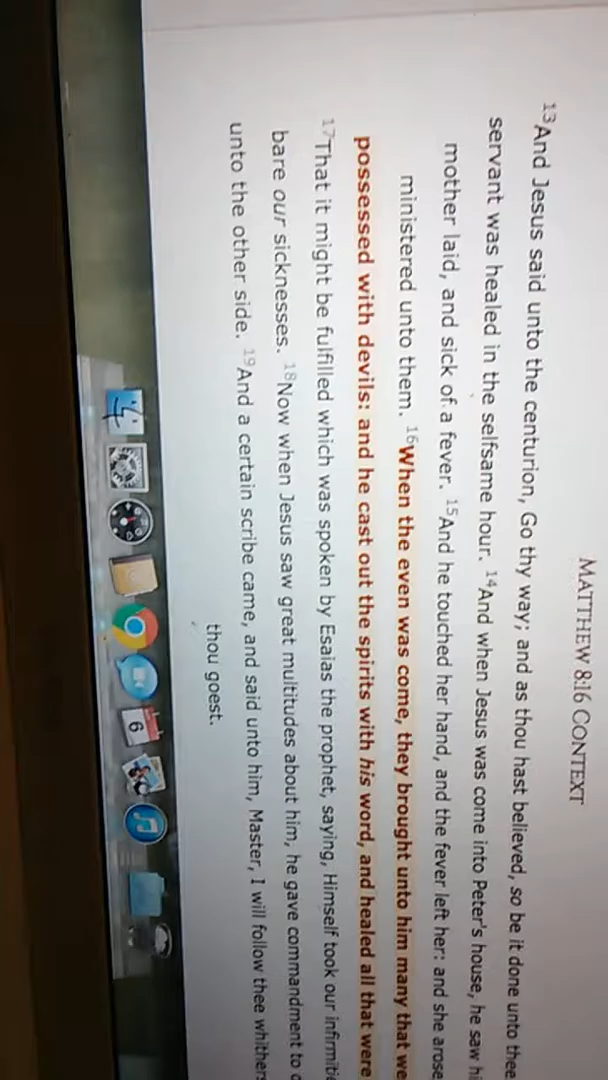 MATTHEW 8:16 CONTEXT
13And Jesus said unto the centurion, Go thy way; and as thou hast believed, so be it done unto thee
servant was healed in the selfsame hour. 14And when Jesus was come into Peter's house, he saw hi
mother laid, and sick of a fever. 15And he touched her hand, and the fever left her: and she arose
ministered unto them. 16When the even was come, they brought unto him many that we
possessed with devils: and he cast out the spirits with his word, and healed all that were
17That it might be fulfilled which was spoken by Esaias the prophet, saying, Himself took our infirmitie
bare our sicknesses. 18Now when Jesus saw great multitudes about him, he gave commandment to
unto the other side. 19And a certain scribe came, and said unto him, Master, I will follow thee whithers
thou goest.
6